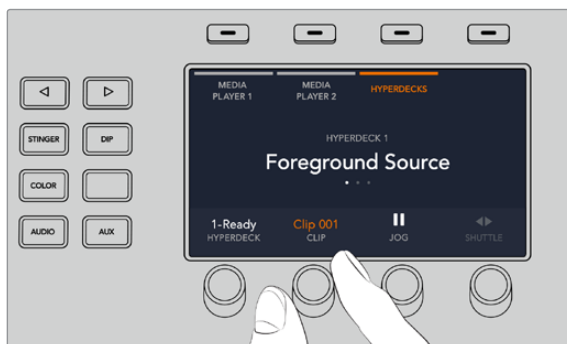 MEDIA
PLAYER 1
MEDIA
PLAYER 2
HYPERDECKS
HYPERDECK 1
Foreground Source
1-Ready
HYPERDECK
Clip 001
CLIP
JOG
SHUTTLE
STINGER
DIP
COLOR
AUDIO
AUX